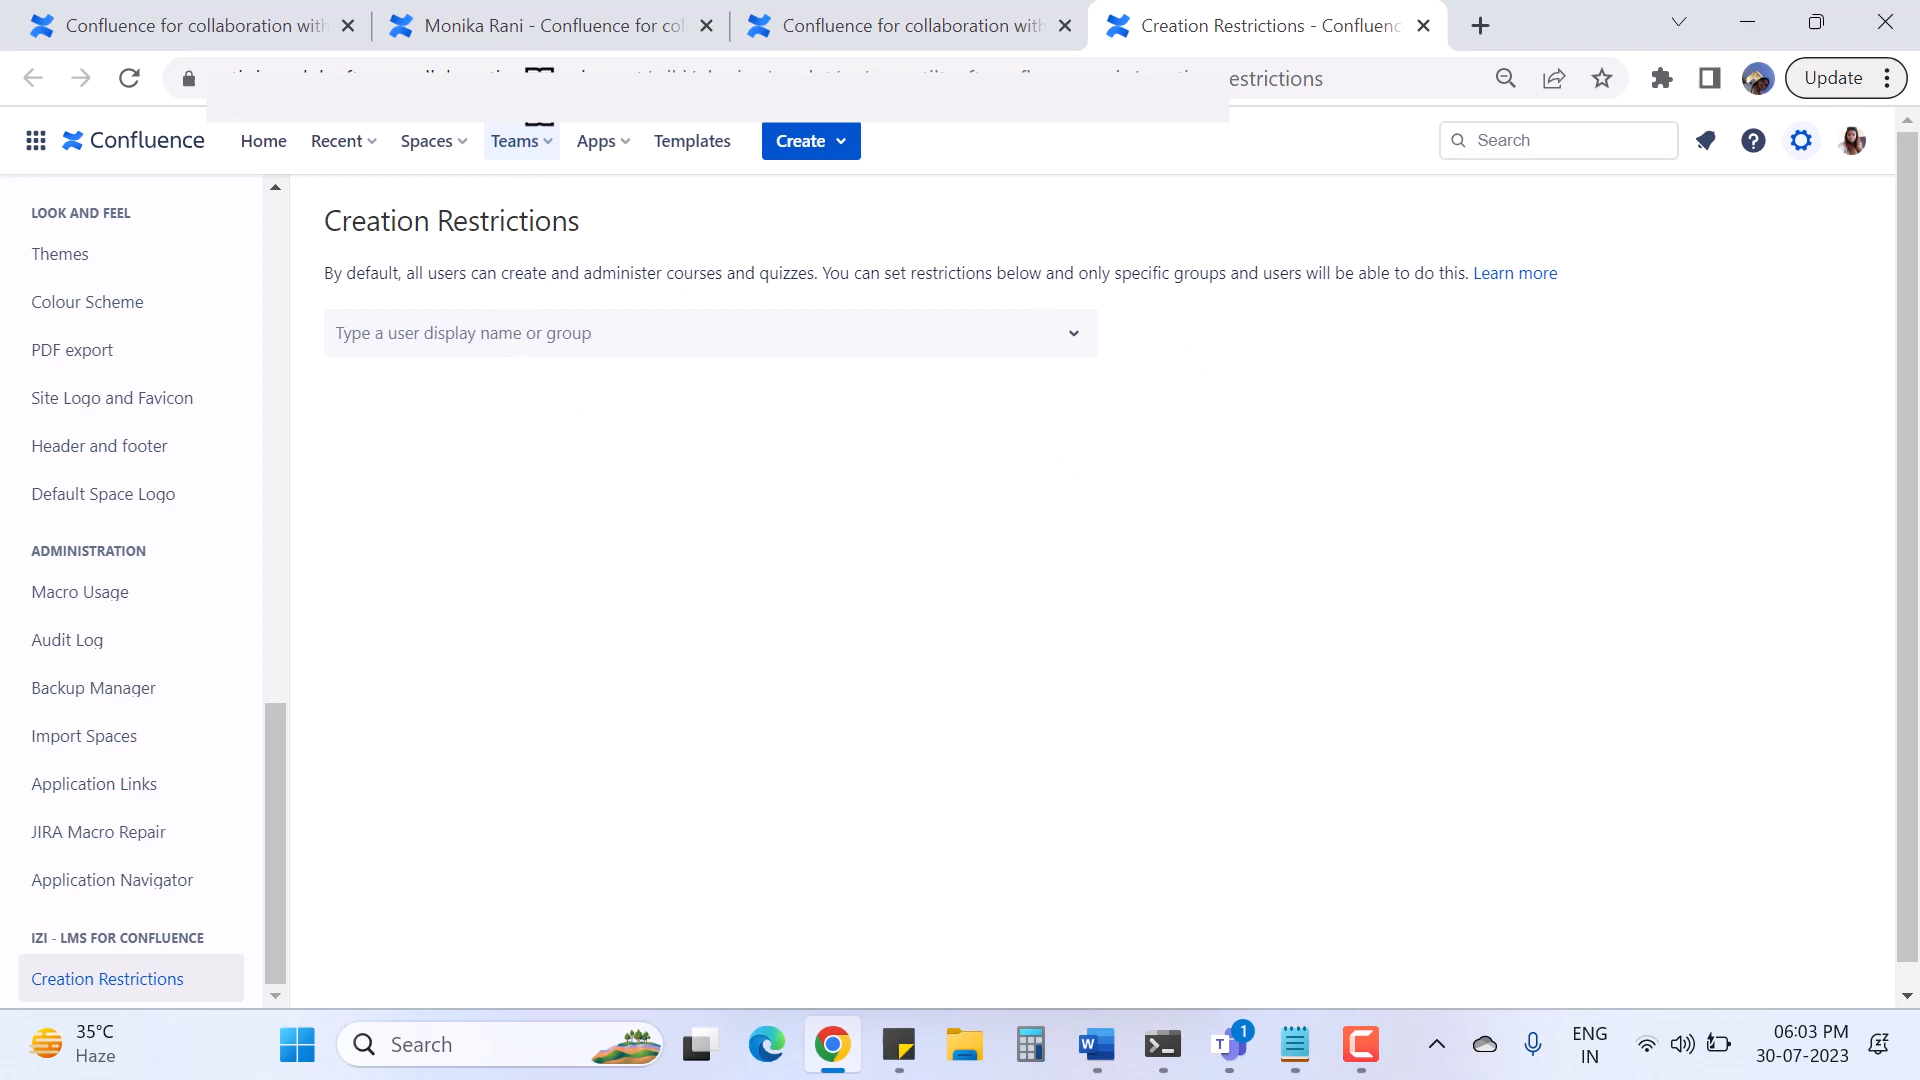 Confluence for collaboration with
Monika Rani - Confluence for col
Confluence for collaboration with
Creation Restrictions - Confluenc
estrictions
Update
Confluence
Home
Recent
Spaces
Teams
Apps
Templates
Create
Search
LOOK AND FEEL
Themes
Colour Scheme
PDF export
Site Logo and Favicon
Header and footer
Default Space Logo
ADMINISTRATION
Macro Usage
Audit Log
Backup Manager
Import Spaces
Application Links
JIRA Macro Repair
Application Navigator
IZI - LMS FOR CONFLUENCE
Creation Restrictions
Creation Restrictions
By default, all users can create and administer courses and quizzes. You can set restrictions below and only specific groups and users will be able to do this. Learn more
Type a user display name or group
35°C
Haze
Search
1
ENG
IN
06:03 PM
30-07-2023